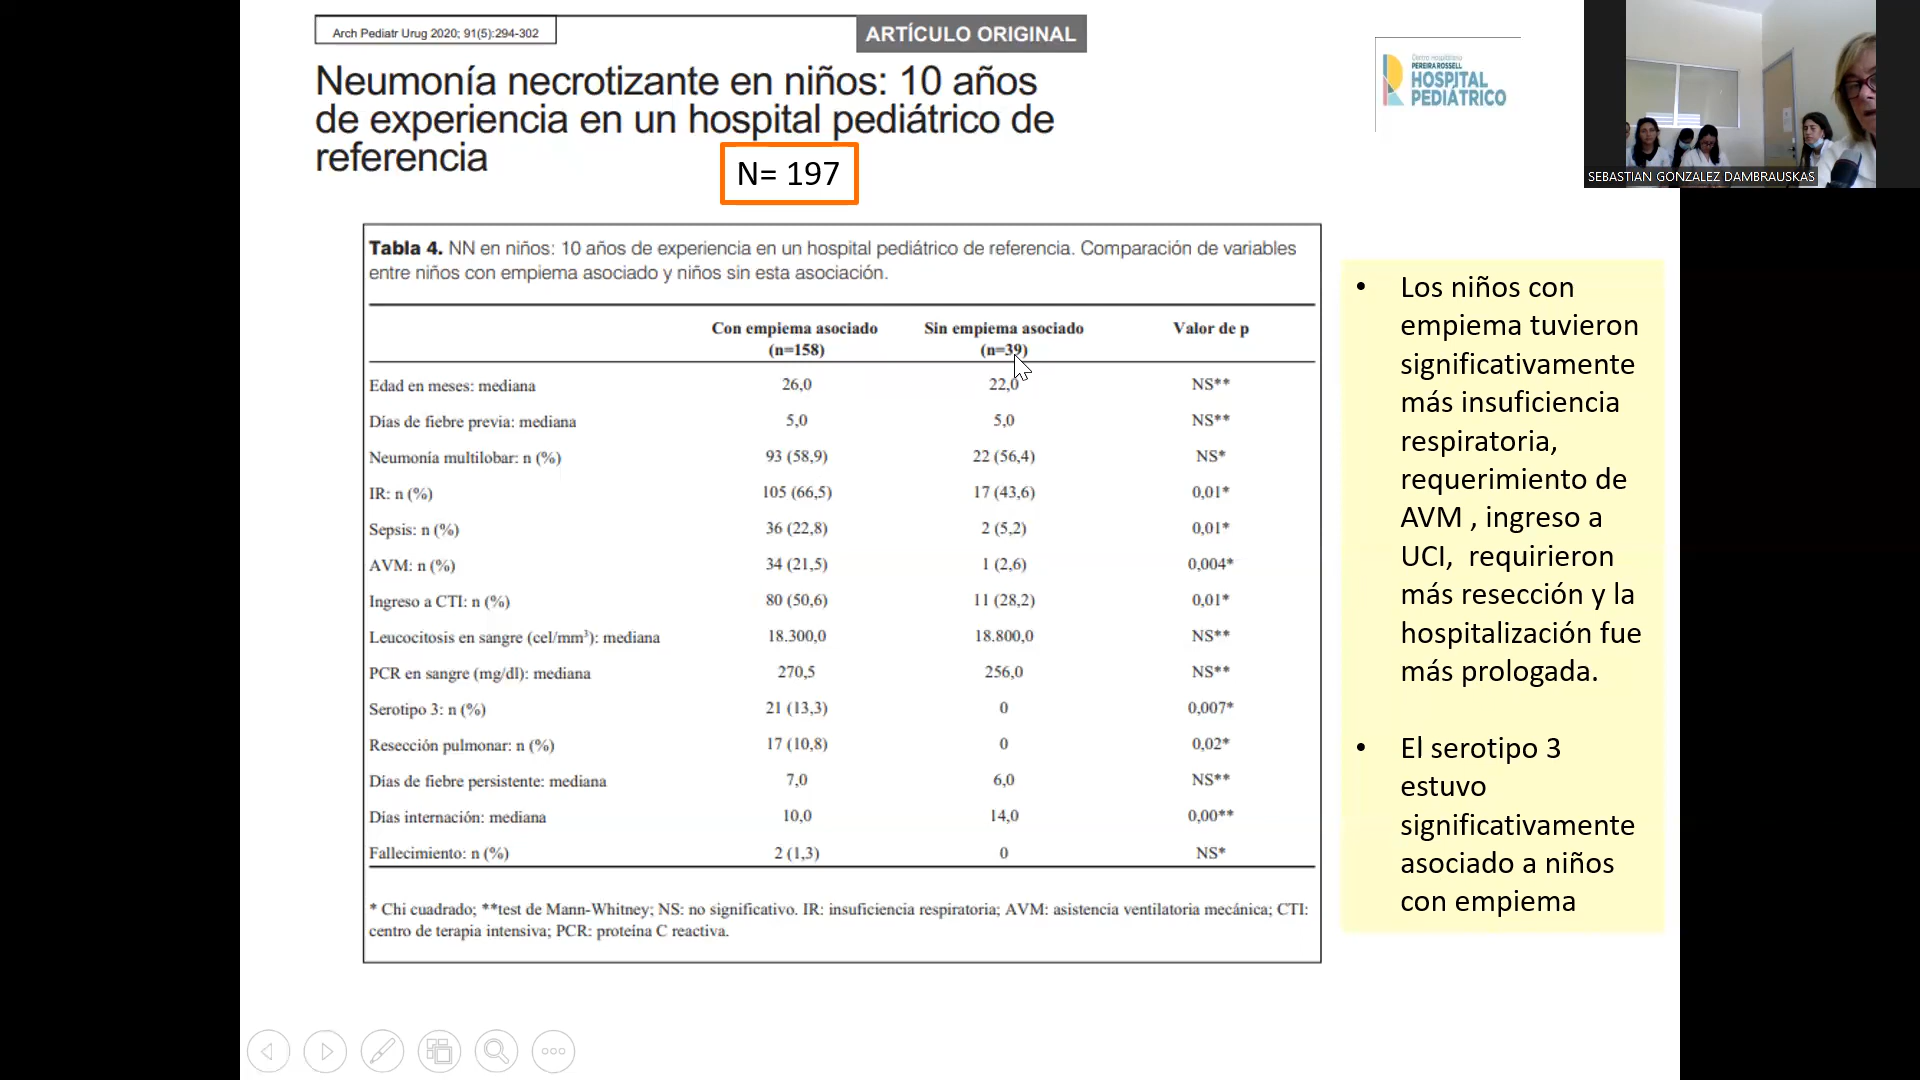 Arch Pediatr Urug 2020; 91(5):294-302
ARTÍCULO ORIGINAL
Neumonía necrotizante en niños: 10 años
de experiencia en un hospital pediátrico de
referencia
N= 197
Centro Hospitalario
PEREIRA ROSSELL
HOSPITAL
PEDIÁTRICO
SEBASTIAN GONZALEZ DAMBRAUSKAS
Tabla 4. NN en niños: 10 años de experiencia en un hospital pediátrico de referencia. Comparación de variables
entre niños con empiema asociado y niños sin esta asociación.
Con empiema asociado Sin empiema asociado Valor de p
(n=158) (n=39)
Edad en meses: mediana 26,0 22,0 NS**
Días de fiebre previa: mediana 5,0 5,0 NS**
Neumonía multilobar: n (%) 93 (58,9) 22 (56,4) NS*
IR: n (%) 105 (66,5) 17 (43,6) 0,01*
Sepsis: n (%) 36 (22,8) 2 (5,2) 0,01*
AVM: n (%) 34 (21,5) 1 (2,6) 0,004*
Ingreso a CTI: n (%) 80 (50,6) 11 (28,2) 0,01*
Leucocitosis en sangre (cel/mm³): mediana 18.300,0 18.800,0 NS**
PCR en sangre (mg/dl): mediana 270,5 256,0 NS**
Serotipo 3: n (%) 21 (13,3) 0 0,007*
Resección pulmonar: n (%) 17 (10,8) 0 0,02*
Días de fiebre persistente: mediana 7,0 6,0 NS**
Días internación: mediana 10,0 14,0 0,00**
Fallecimiento: n (%) 2 (1,3) 0 NS*
* Chi cuadrado; **test de Mann-Whitney; NS: no significativo. IR: insuficiencia respiratoria; AVM: asistencia ventilatoria mecánica; CTI:
centro de terapia intensiva; PCR: proteína C reactiva.
• Los niños con
empiema tuvieron
significativamente
más insuficiencia
respiratoria,
requerimiento de
AVM , ingreso a
UCI, requirieron
más resección y la
hospitalización fue
más prologada.
• El serotipo 3
estuvo
significativamente
asociado a niños
con empiema